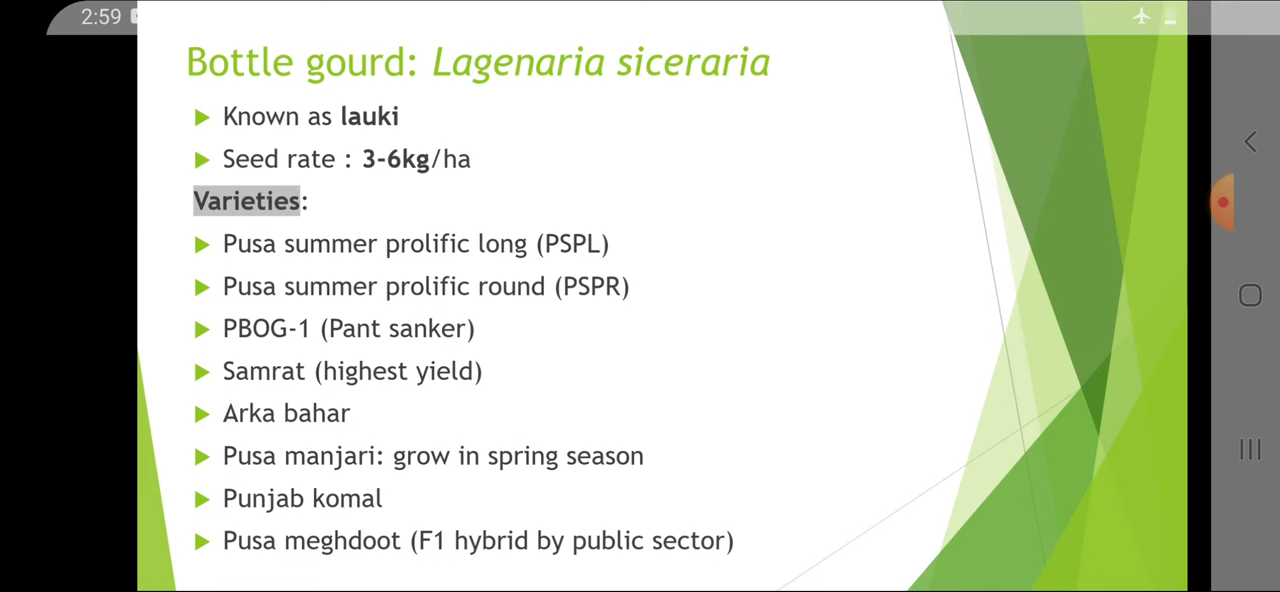 2:59
Bottle gourd: Lagenaria siceraria
Known as lauki
Seed rate : 3-6kg/ha
Varieties:
Pusa summer prolific long (PSPL)
Pusa summer prolific round (PSPR)
PBOG-1 (Pant sanker)
Samrat (highest yield)
Arka bahar
Pusa manjari: grow in spring season
Punjab komal
Pusa meghdoot (F1 hybrid by public sector)